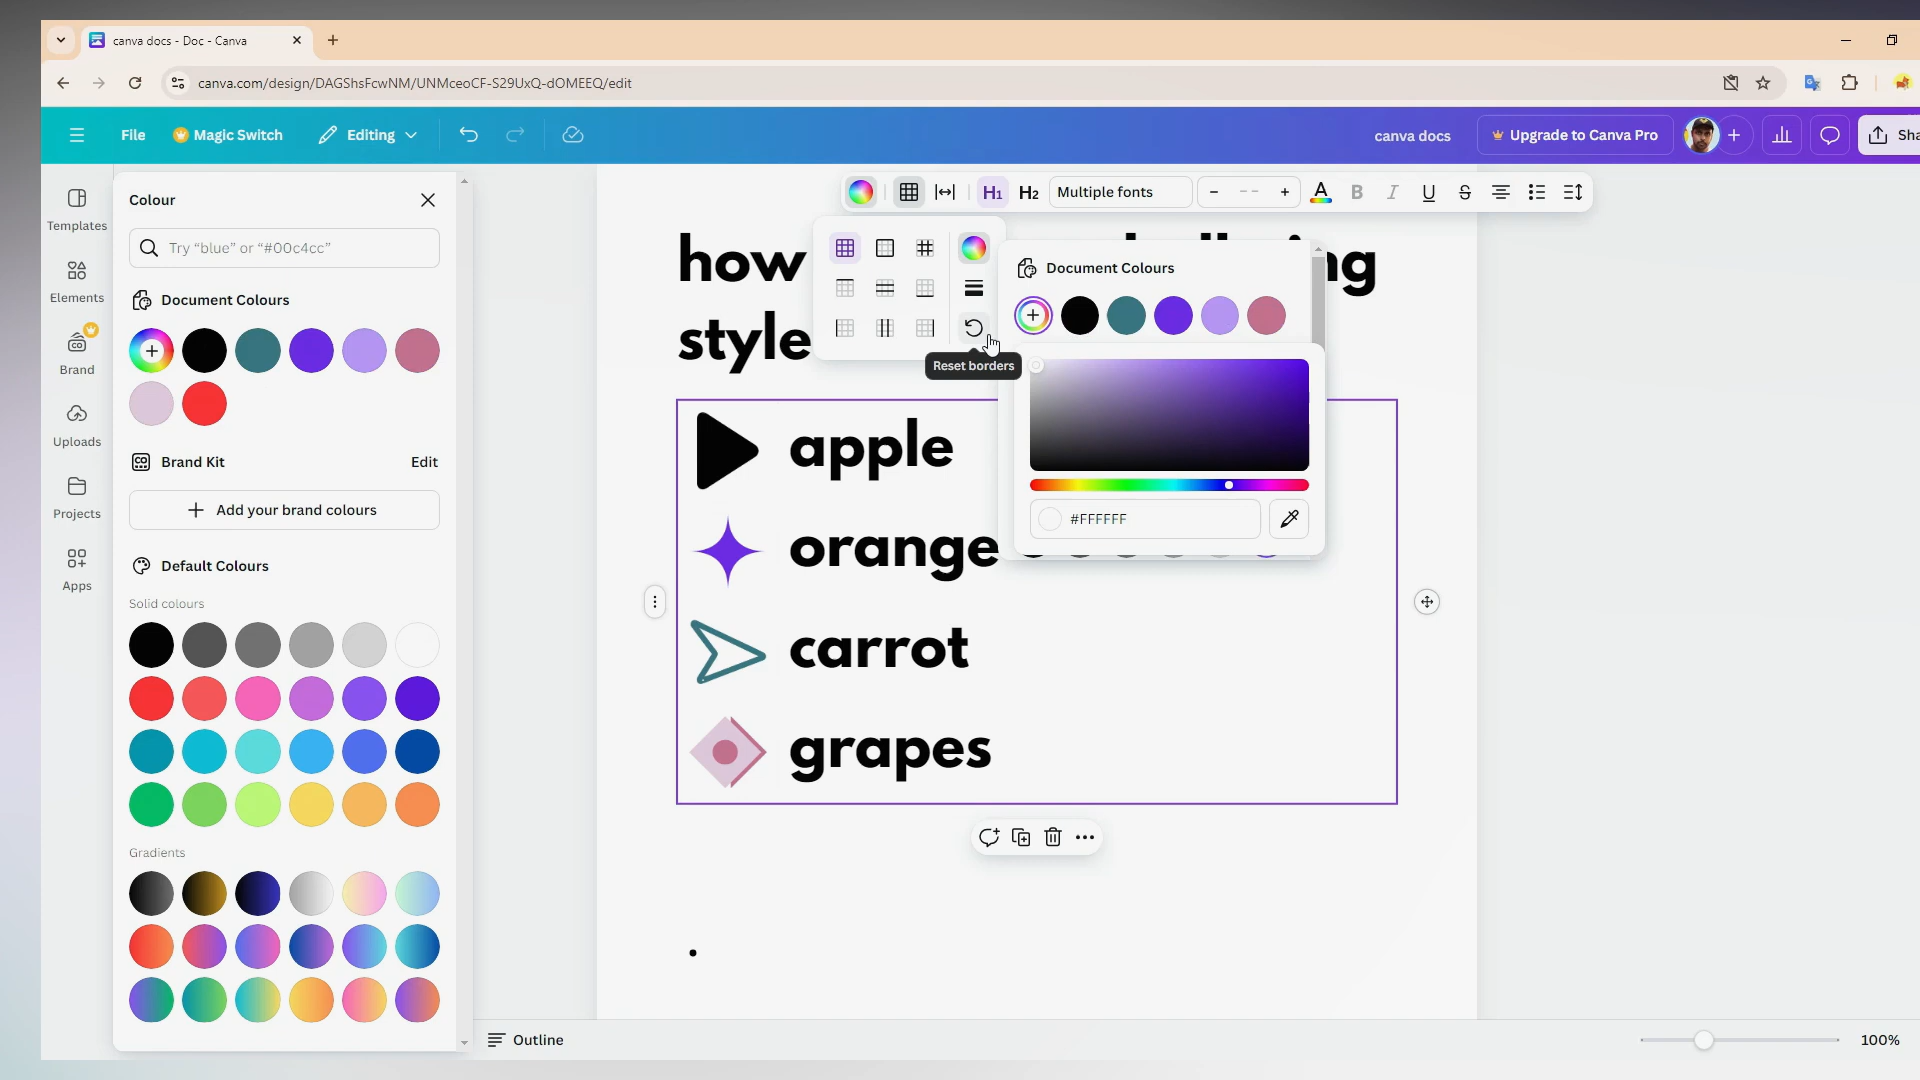 canva docs - Doc - Canva
canva.com/design/DAGShsFcwNM/UNMceoCF-S29UxQ-dOMEEQ/edit
File
Magic Switch
Editing
canva docs
Upgrade to Canva Pro
Sha
Templates
Elements
Brand
Uploads
Projects
Apps
Colour
Try “blue” or “#00c4cc”
Document Colours
Brand Kit
Edit
Add your brand colours
Default Colours
Solid colours
Gradients
H1
H2
Multiple fonts
- -
A
B
I
U
S
how
ng
style
Reset borders
Document Colours
#FFFFFF
apple
orange
carrot
grapes
Outline
100%